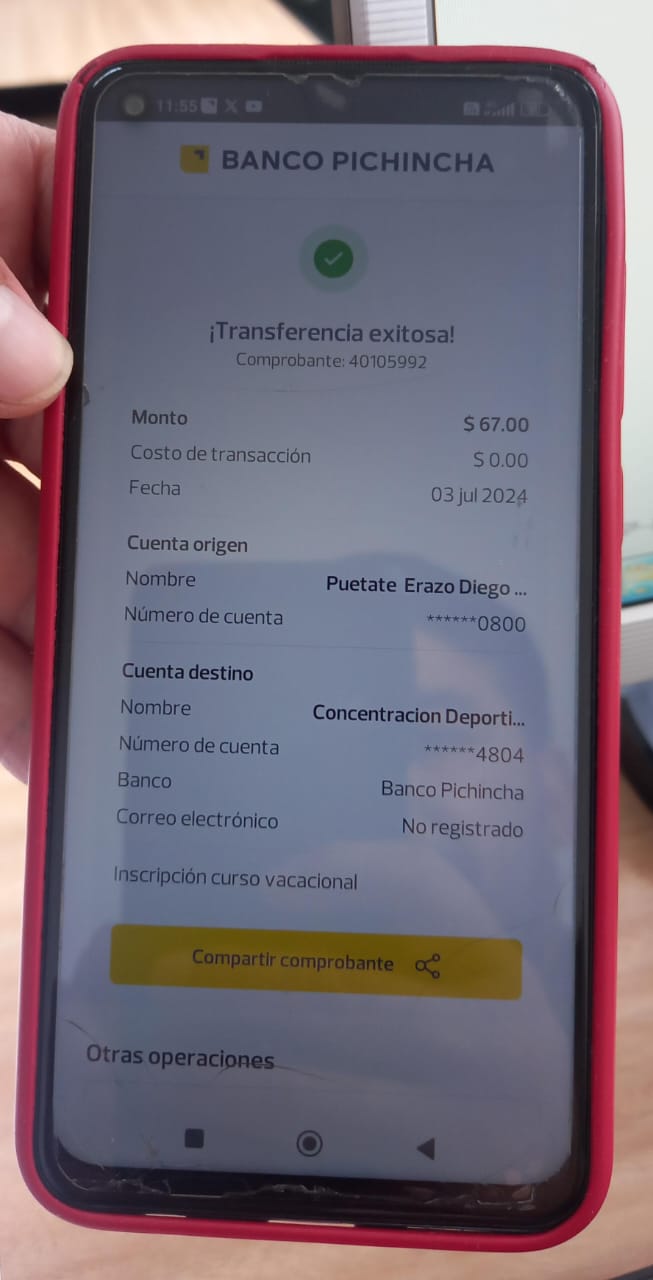 11:55
BANCO PICHINCHA
¡Transferencia exitosa!
Comprobante: 40105992
Monto $ 67.00
Costo de transacción $ 0.00
Fecha 03 jul 2024
Cuenta origen
Nombre Puetate Erazo Diego ...
Número de cuenta ******0800
Cuenta destino
Nombre Concentracion Deporti...
Número de cuenta ******4804
Banco Banco Pichincha
Correo electrónico No registrado
Inscripción curso vacacional
Compartir comprobante
Otras operaciones